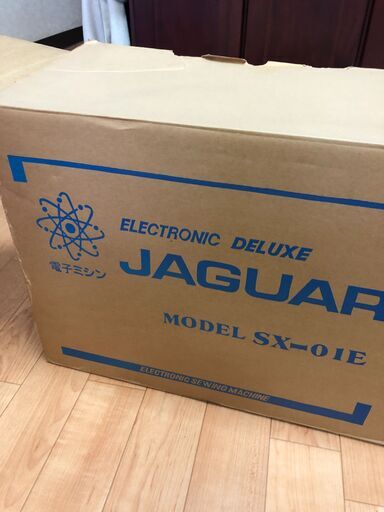 ELECTRONIC DELUXE
JAGUAR
電子ミシン
MODEL SX-01E
ELECTRONIC SEWING MACHINE